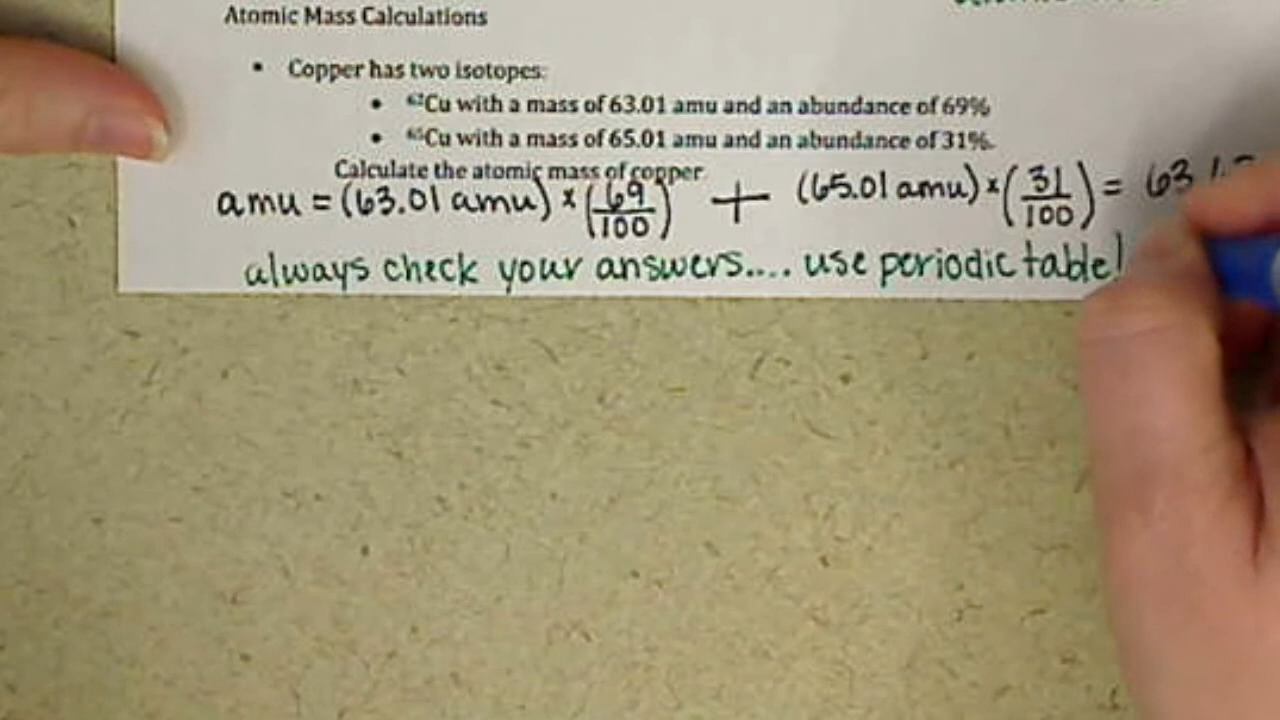 Atomic Mass Calculations
• Copper has two isotopes:
• Cu with a mass of 63.01 amu and an abundance of 69%
• ⁶⁵Cu with a mass of 65.01 amu and an abundance of 31%.
Calculate the atomic mass of copper
amu = (63.01 amu) × (69/100) + (65.01 amu) × (31/100) = 63
always check your answers.... use periodic table!